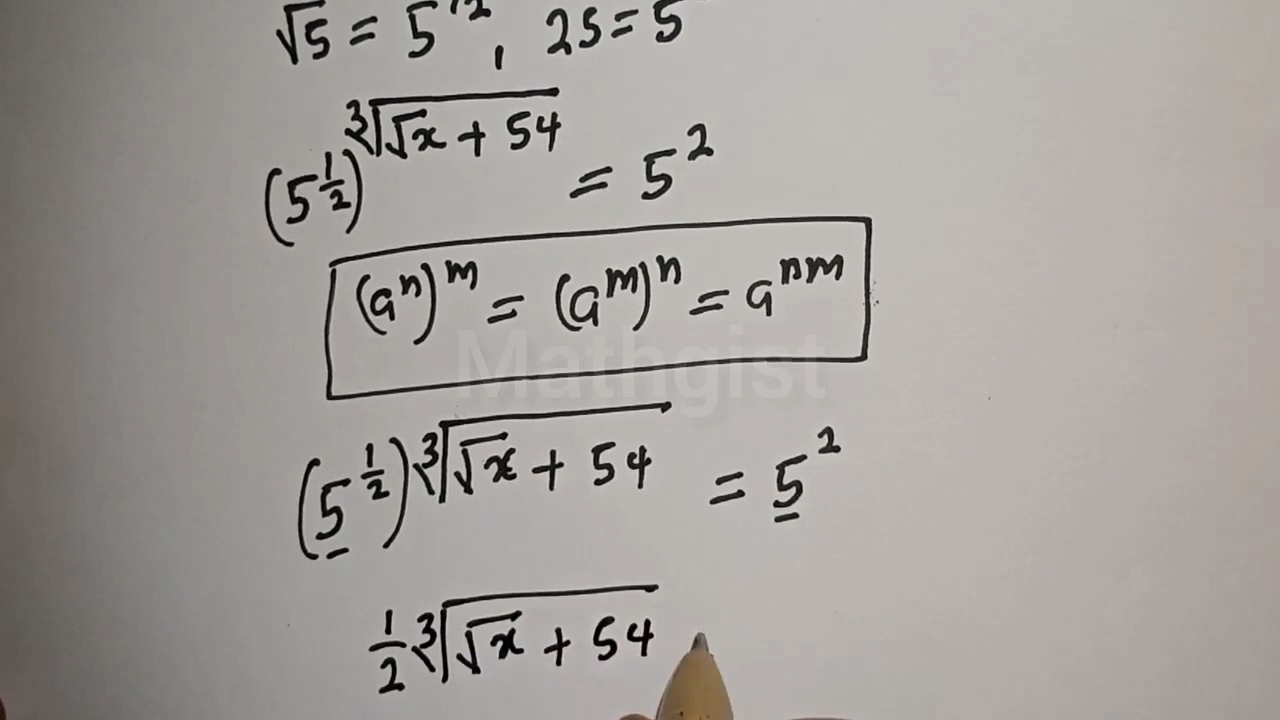 √5 = 5^1/2, 25 = 5
(5^1/2)^∛(√x + 54) = 5^2
(a^n)^m = (a^m)^n = a^nm
Mathgist
(5^1/2)^∛(√x + 54) = 5^2
1/2 ∛(√x + 54)